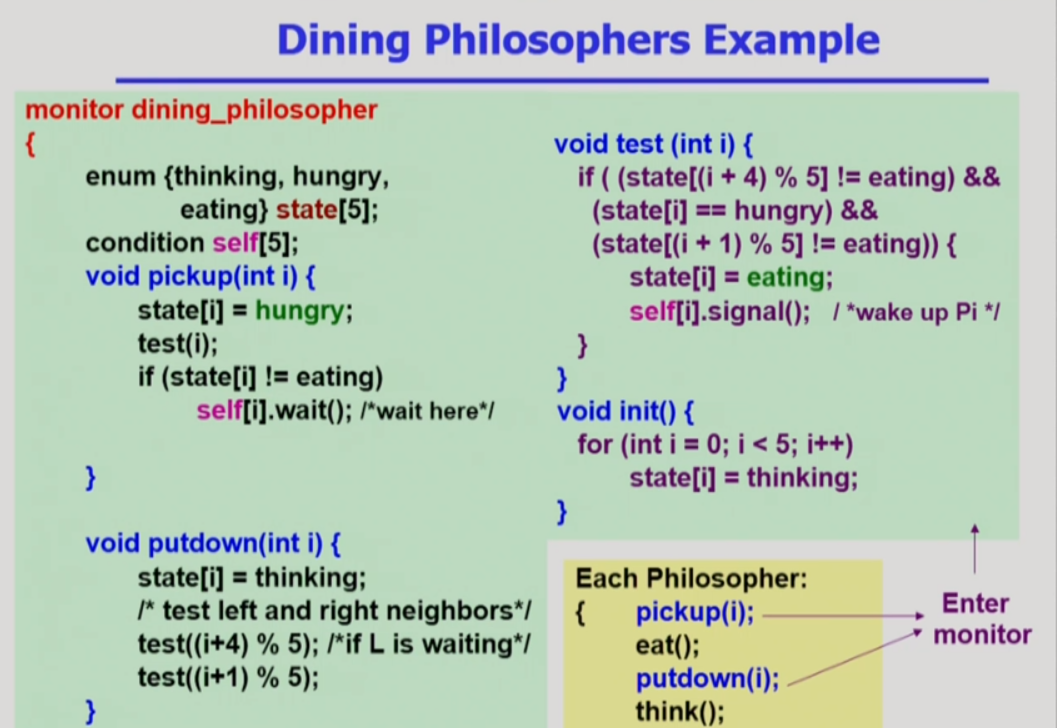 Dining Philosophers Example
monitor dining_philosopher
{
enum {thinking, hungry,
eating} state[5];
condition self[5];
void pickup(int i) {
state[i] = hungry;
test(i);
if (state[i] != eating)
self[i].wait(); /*wait here*/
}
void putdown(int i) {
state[i] = thinking;
/* test left and right neighbors*/
test((i+4) % 5); /*if L is waiting*/
test((i+1) % 5);
}
void test (int i) {
if ( (state[(i + 4) % 5] != eating) &&
(state[i] == hungry) &&
(state[(i + 1) % 5] != eating)) {
state[i] = eating;
self[i].signal(); / *wake up Pi */
}
}
void init() {
for (int i = 0; i < 5; i++)
state[i] = thinking;
}
Each Philosopher:
{ pickup(i);
eat();
putdown(i);
think();
Enter
monitor